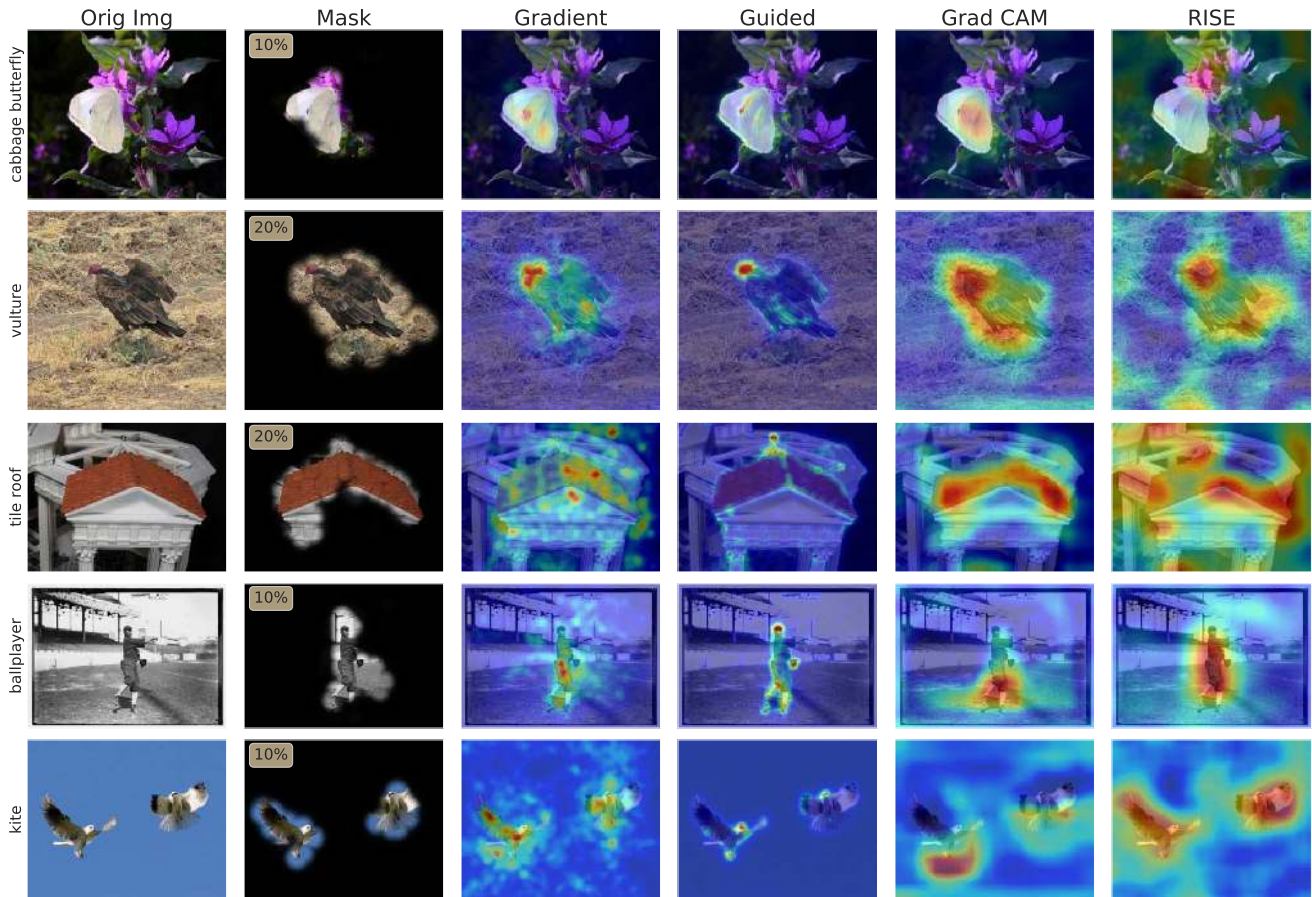 Orig Img Mask Gradient Guided Grad CAM RISE
cabbage butterfly
10%
vulture
20%
tile roof
20%
ballplayer
10%
kite
10%